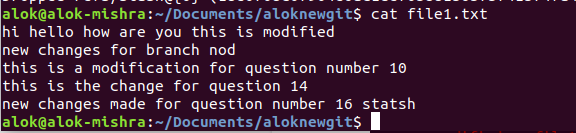 alok@alok-mishra:~/Documents/aloknewgit$ cat file1.txt
hi hello how are you this is modified
new changes for branch nod
this is a modification for question number 10
this is the change for question 14
new changes made for question number 16 statsh
alok@alok-mishra:~/Documents/aloknewgit$